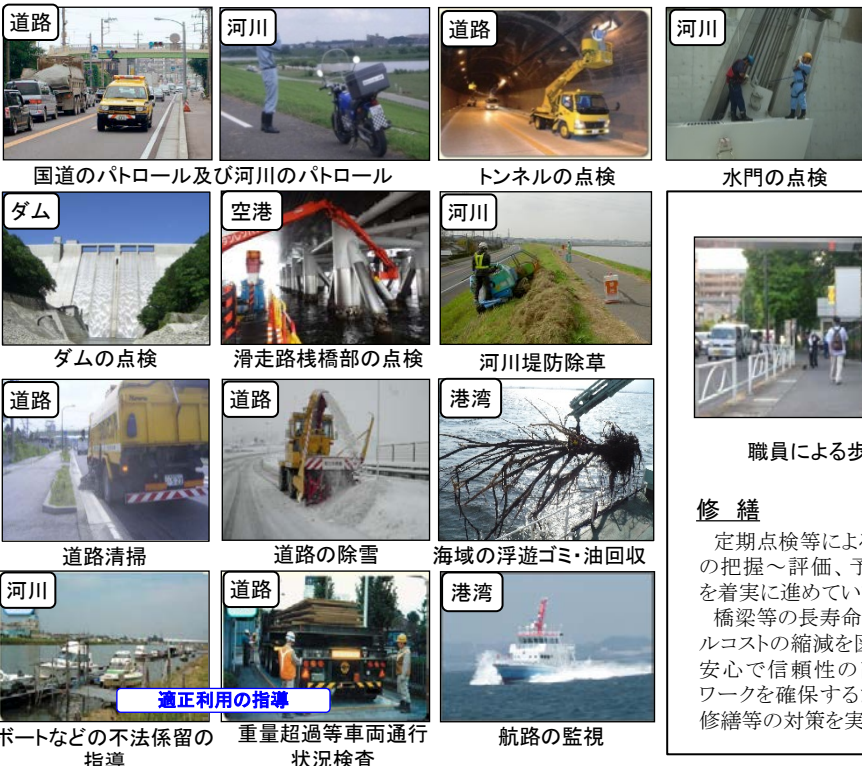 道路
河川
道路
河川
国道のパトロール及び河川のパトロール
トンネルの点検
水門の点検
ダム
空港
河川
ダムの点検
滑走路桟橋部の点検
河川堤防除草
道路
道路
港湾
道路清掃
道路の除雪
海域の浮遊ゴミ・油回収
河川
道路
港湾
適正利用の指導
ボートなどの不法係留の
指導
重量超過等車両通行
状況検査
航路の監視
職員による歩
修 繕
定期点検等による
の把握～評価、予
を着実に進めてい
橋梁等の長寿命
ルコストの縮減を図
安心で信頼性の
ワークを確保する
修繕等の対策を実